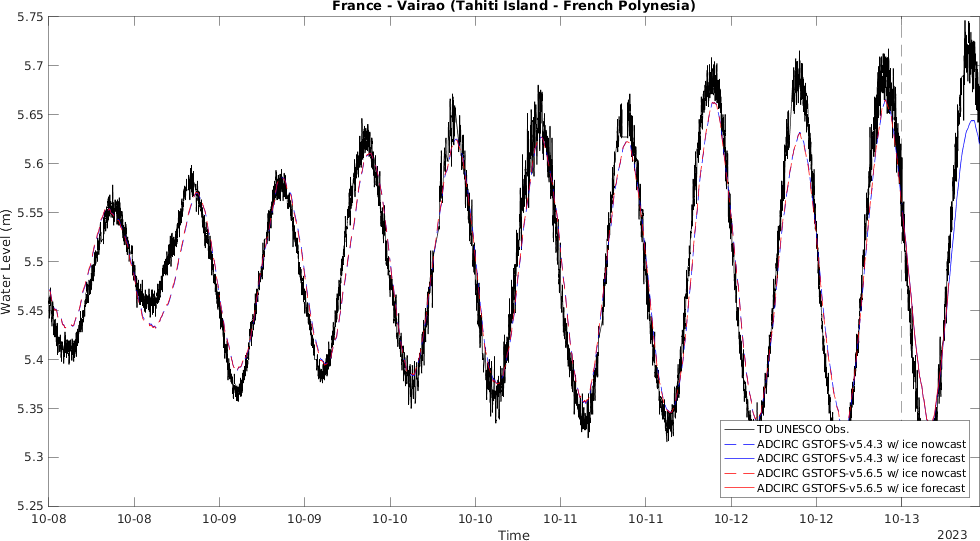 France - Vairao (Tahiti Island - French Polynesia)
5.75
5.7
5.65
5.6
5.55
5.5
5.45
5.4
5.35
5.3
5.25
Water Level (m)
TD UNESCO Obs.
ADCIRC GSTOFS-v5.4.3 w/ ice nowcast
ADCIRC GSTOFS-v5.4.3 w/ ice forecast
ADCIRC GSTOFS-v5.6.5 w/ ice nowcast
ADCIRC GSTOFS-v5.6.5 w/ ice forecast
10-08 10-08 10-09 10-09 10-10 10-10 10-11 10-11 10-12 10-12 10-13
Time
2023